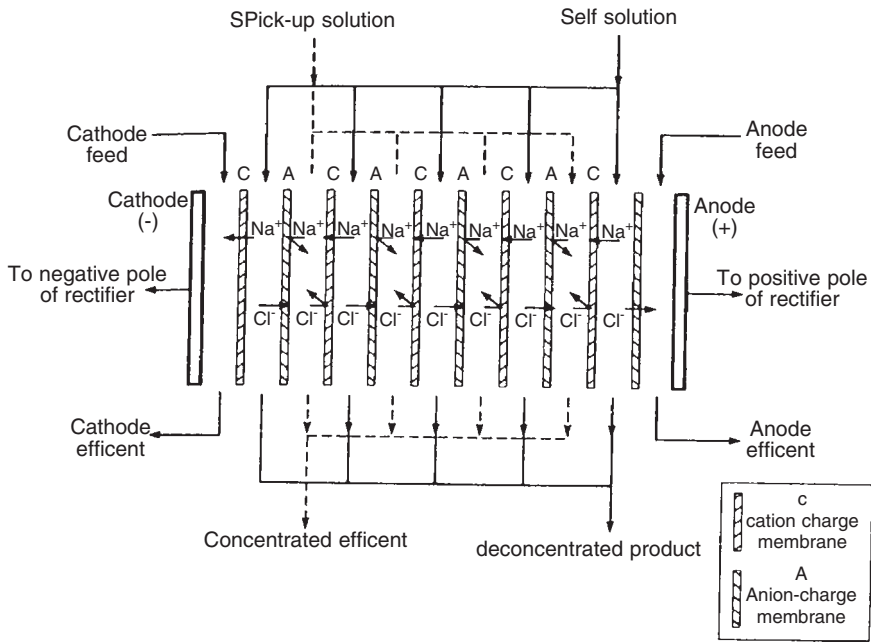 SPick-up solution
Self solution
Cathode
feed
Anode
feed
C A C A C A C A C
Cathode
(-)
Anode
(+)
Na⁺ Na⁺ Na⁺ Na⁺ Na⁺ Na⁺ Na⁺ Na⁺ Na⁺
To negative pole
of rectifier
To positive pole
of rectifier
Cl⁻ Cl⁻ Cl⁻ Cl⁻ Cl⁻ Cl⁻ Cl⁻ Cl⁻ Cl⁻
Cathode
efficent
Anode
efficent
Concentrated efficent
deconcentrated product
c
cation charge
membrane
A
Anion-charge
membrane